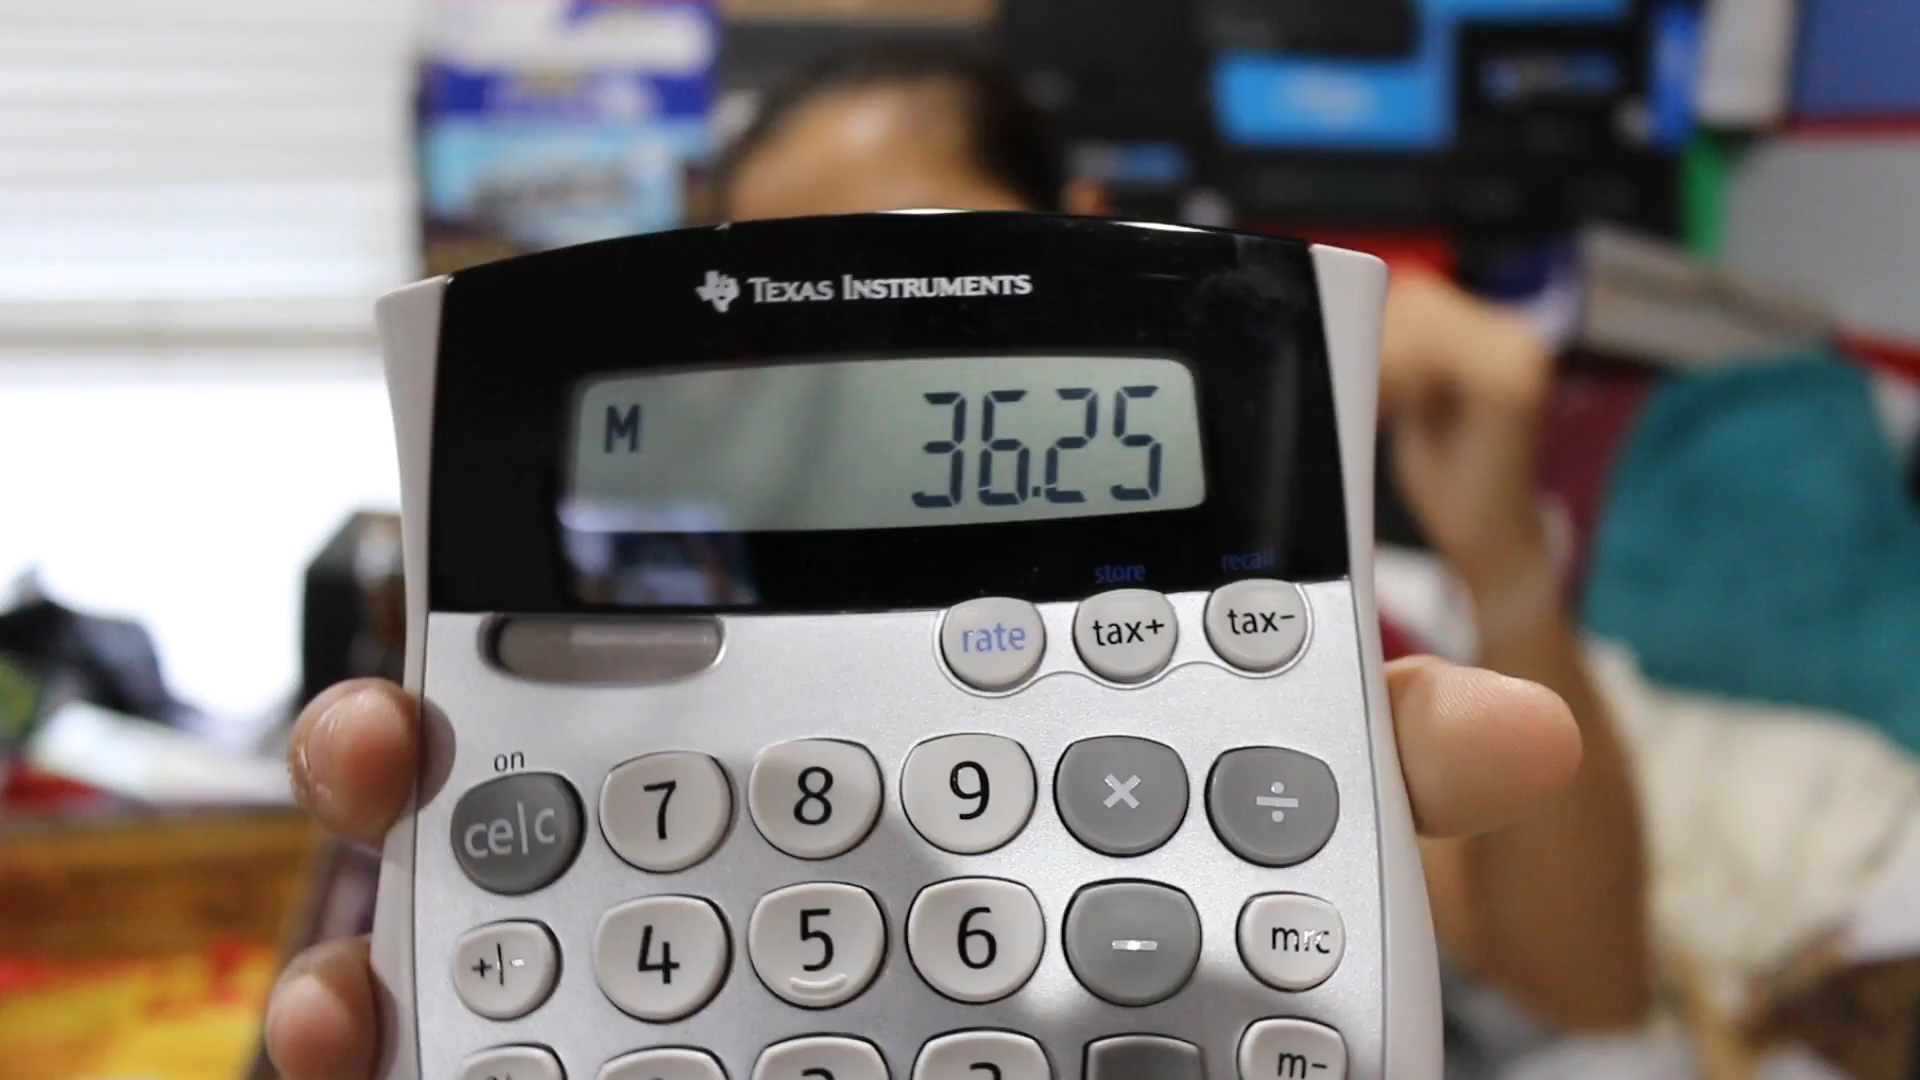 TEXAS INSTRUMENTS
M 36.25
store recall
rate tax+ tax-
on
ce|c 7 8 9 × ÷
+|- 4 5 6 − mrc
m-